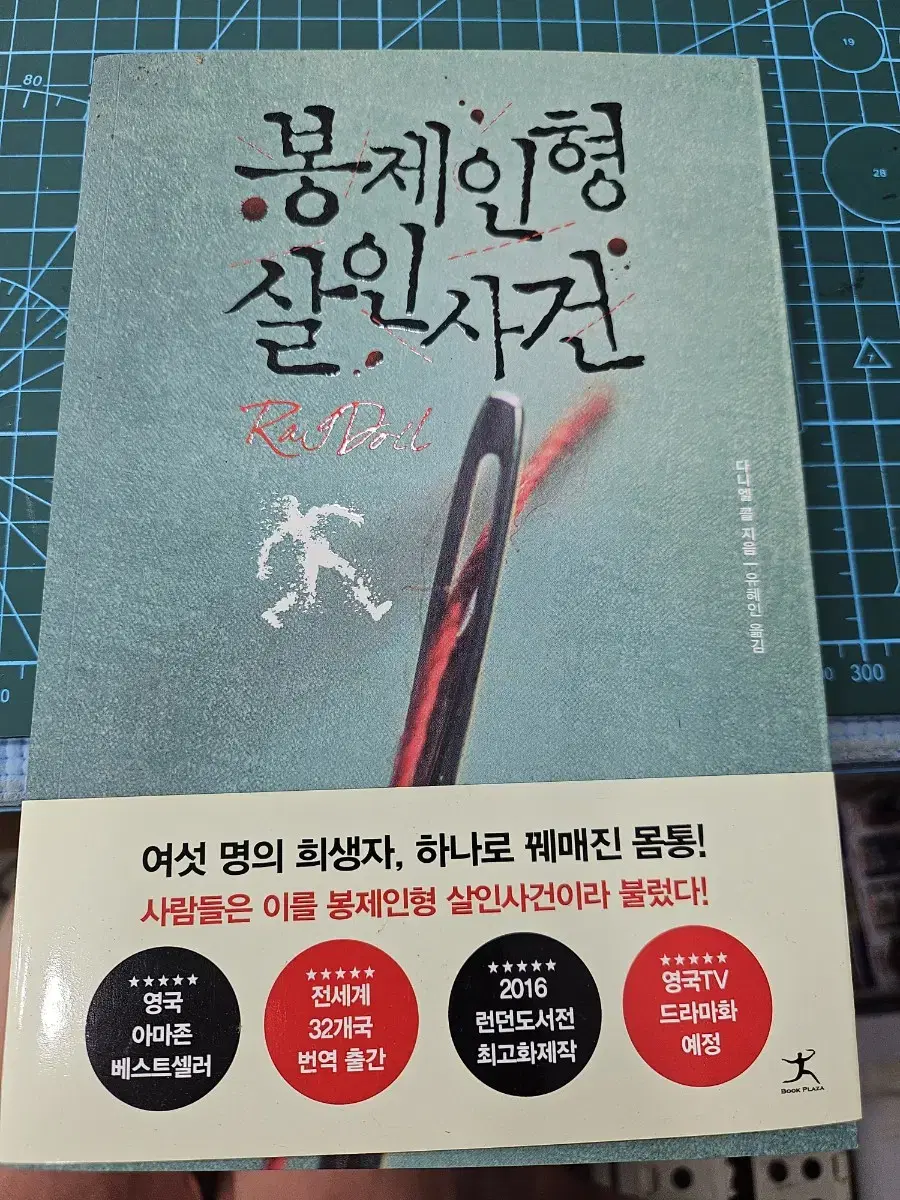 80
19
28
7
봉제인형
살인사건
Rag Doll
다니엘 콜 지음 | 유혜인 옮김
300
여섯 명의 희생자, 하나로 꿰매진 몸통!
사람들은 이를 봉제인형 살인사건이라 불렀다!
★★★★★
영국
아마존
베스트셀러
★★★★★
전세계
32개국
번역 출간
★★★★★
2016
런던도서전
최고화제작
★★★★★
영국TV
드라마화
예정
BOOK PLAZA